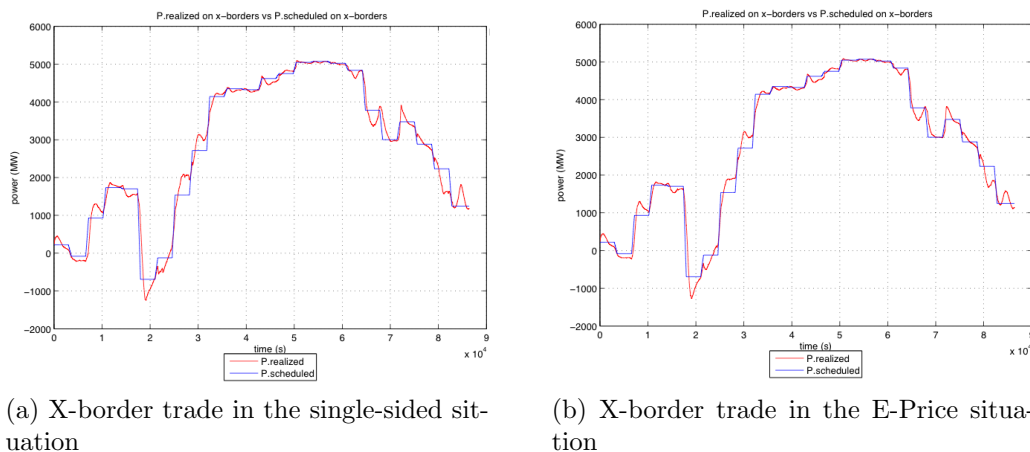 P.realized on x-borders vs P.scheduled on x-borders
6000
5000
4000
3000
2000
1000
0
−1000
−2000
power (MW)
0 1 2 3 4 5 6 7 8 9
time (s)
x 10⁴
P.realized
P.scheduled
(a) X-border trade in the single-sided sit-
uation
P.realized on x-borders vs P.scheduled on x-borders
6000
5000
4000
3000
2000
1000
0
−1000
−2000
power (MW)
0 1 2 3 4 5 6 7 8 9
time (s)
x 10⁴
P.realized
P.scheduled
(b) X-border trade in the E-Price situa-
tion